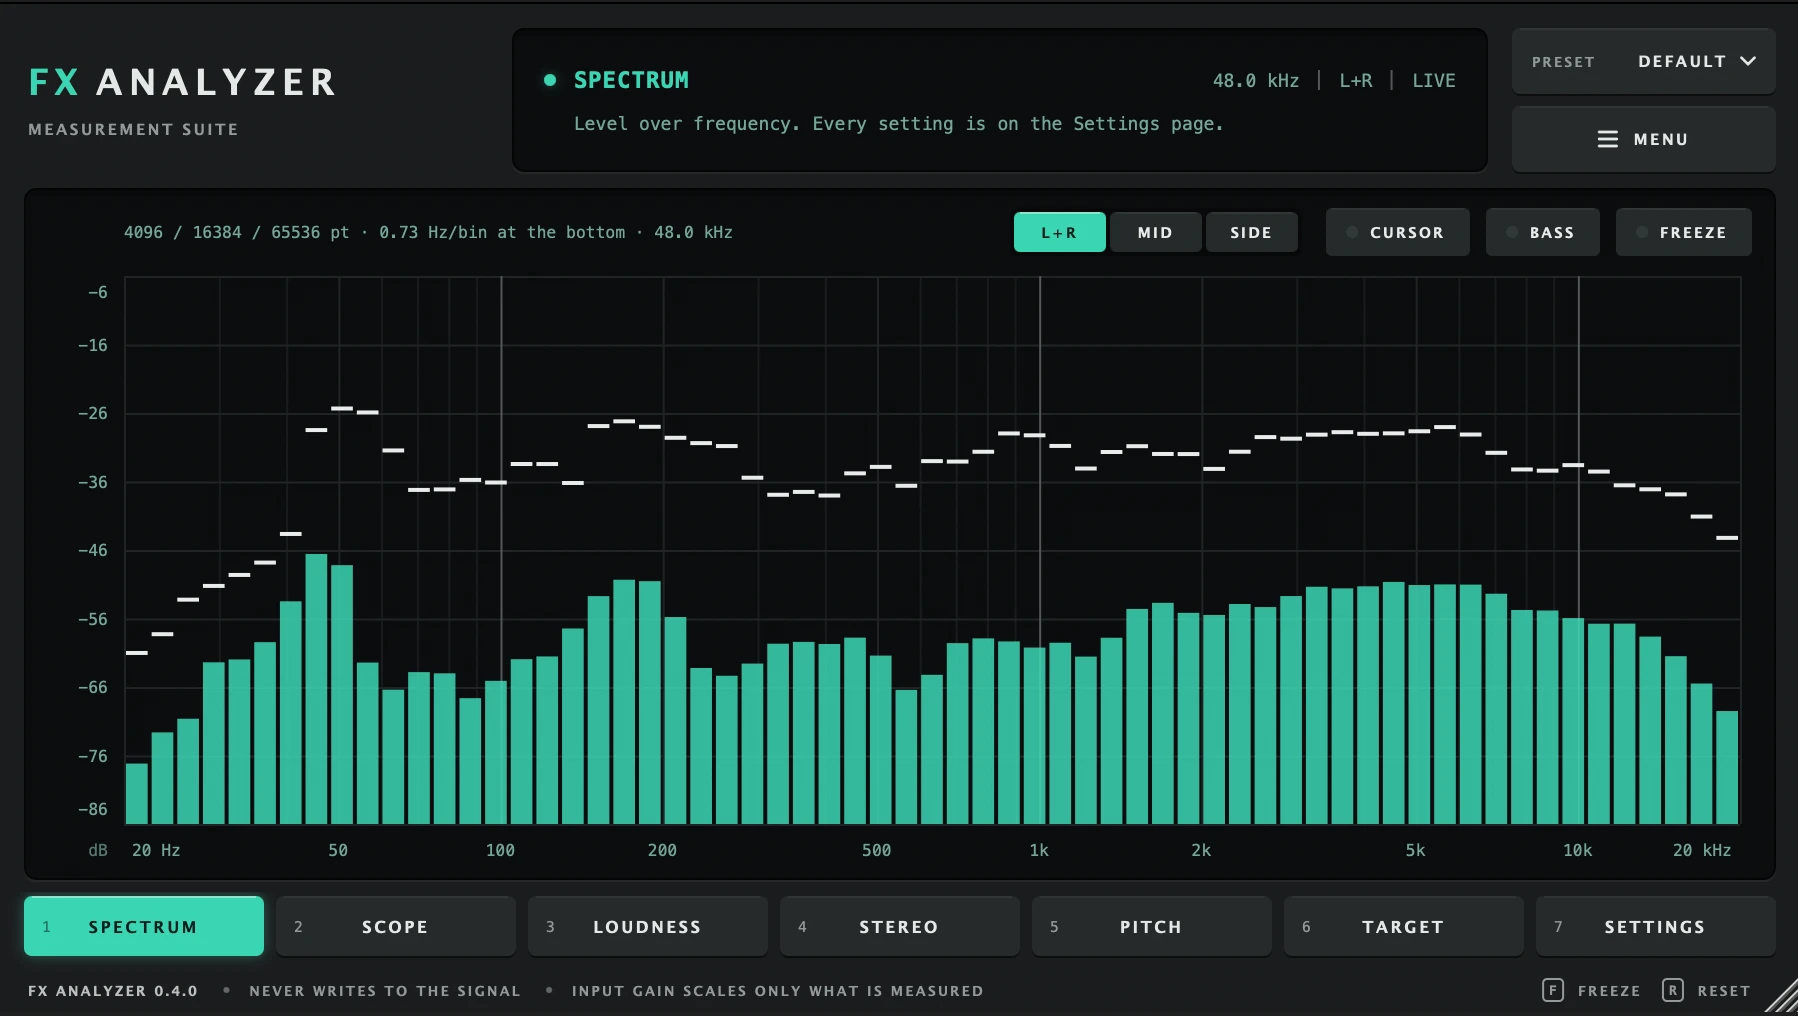 FX ANALYZER
MEASUREMENT SUITE
SPECTRUM
48.0 kHz | L+R | LIVE
Level over frequency. Every setting is on the Settings page.
PRESET DEFAULT
MENU
4096 / 16384 / 65536 pt · 0.73 Hz/bin at the bottom · 48.0 kHz
L+R MID SIDE CURSOR BASS FREEZE
−6
−16
−26
−36
−46
−56
−66
−76
−86
dB 20 Hz 50 100 200 500 1k 2k 5k 10k 20 kHz
1 SPECTRUM 2 SCOPE 3 LOUDNESS 4 STEREO 5 PITCH 6 TARGET 7 SETTINGS
FX ANALYZER 0.4.0 • NEVER WRITES TO THE SIGNAL • INPUT GAIN SCALES ONLY WHAT IS MEASURED F FREEZE R RESET